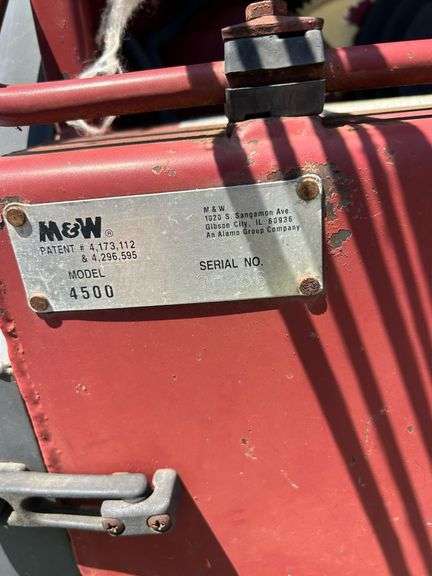 M&W®
PATENT # 4,173,112
& 4,296,595
MODEL
4500
M & W
1020 S. Sangamon Ave.
Gibson City, IL 60936
An Alamo Group Company
SERIAL NO.